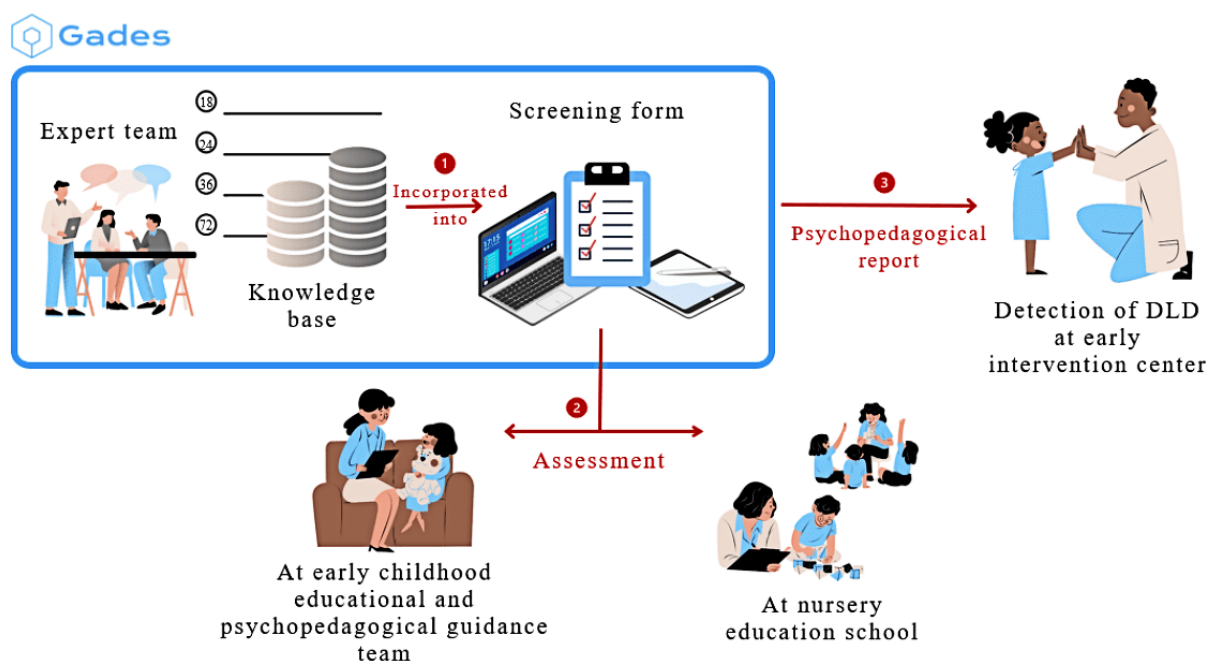 Gades
Expert team
18
24
36
72
Knowledge
base
1
Incorporated
into
Screening form
17:15
3
Psychopedagogical
report
Detection of DLD
at early
intervention center
2
Assessment
At early childhood
educational and
psychopedagogical guidance
team
At nursery
education school